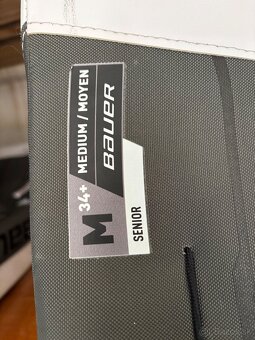 M 34+ MEDIUM / MOYEN
BAUER
SENIOR